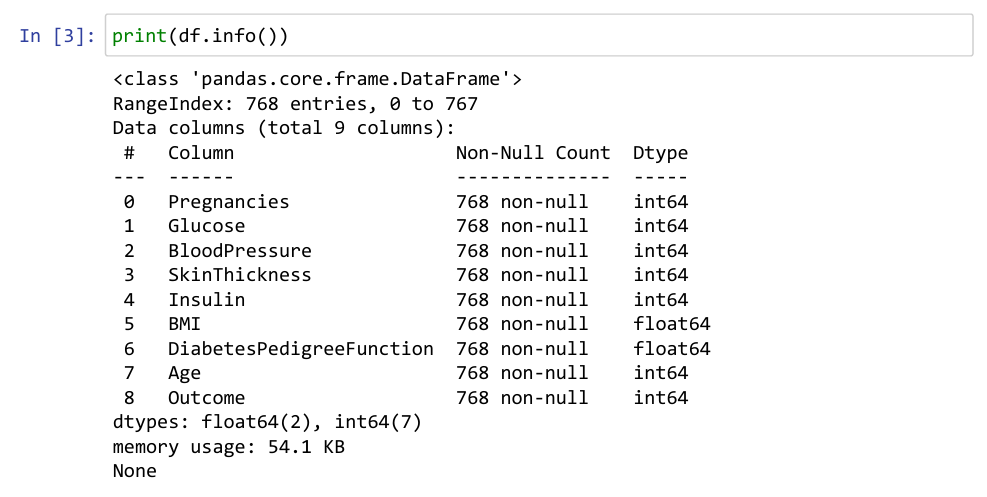 In [3]: print(df.info())
<class 'pandas.core.frame.DataFrame'>
RangeIndex: 768 entries, 0 to 767
Data columns (total 9 columns):
 #   Column                    Non-Null Count  Dtype
---  ------                    --------------  -----
 0   Pregnancies               768 non-null    int64
 1   Glucose                   768 non-null    int64
 2   BloodPressure             768 non-null    int64
 3   SkinThickness             768 non-null    int64
 4   Insulin                   768 non-null    int64
 5   BMI                       768 non-null    float64
 6   DiabetesPedigreeFunction  768 non-null    float64
 7   Age                       768 non-null    int64
 8   Outcome                   768 non-null    int64
dtypes: float64(2), int64(7)
memory usage: 54.1 KB
None